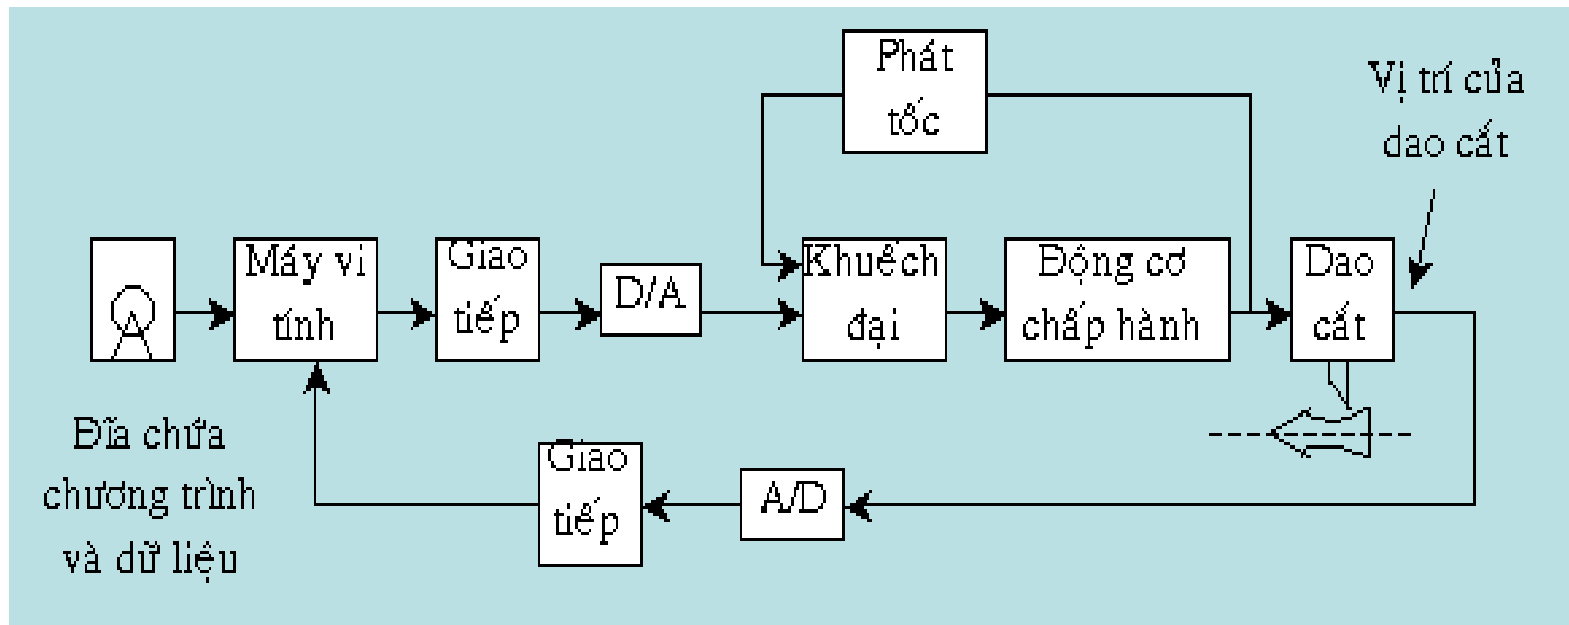 Phát
tốc
Vị trí của
dao cắt
Máy vi
tính
Giao
tiếp
D/A
Khuếch
đại
Động cơ
chấp hành
Dao
cắt
Đĩa chứa
chương trình
và dữ liệu
Giao
tiếp
A/D